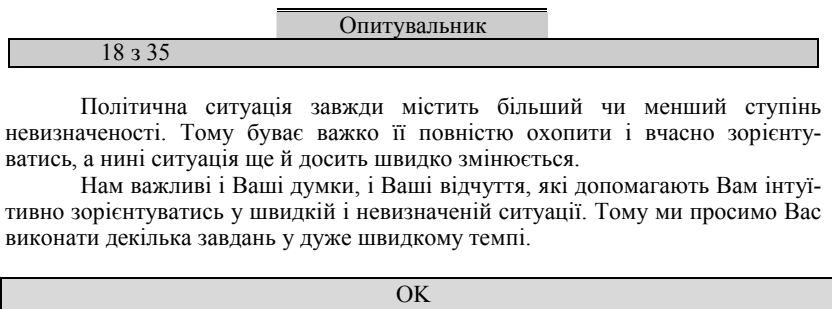 Опитувальник
18 з 35
Політична ситуація завжди містить більший чи менший ступінь
невизначеності. Тому буває важко її повністю охопити і вчасно зорієнту-
ватись, а нині ситуація ще й досить швидко змінюється.
Нам важливі і Ваші думки, і Ваші відчуття, які допомагають Вам інтуї-
тивно зорієнтуватись у швидкій і невизначеній ситуації. Тому ми просимо Вас
виконати декілька завдань у дуже швидкому темпі.
OK